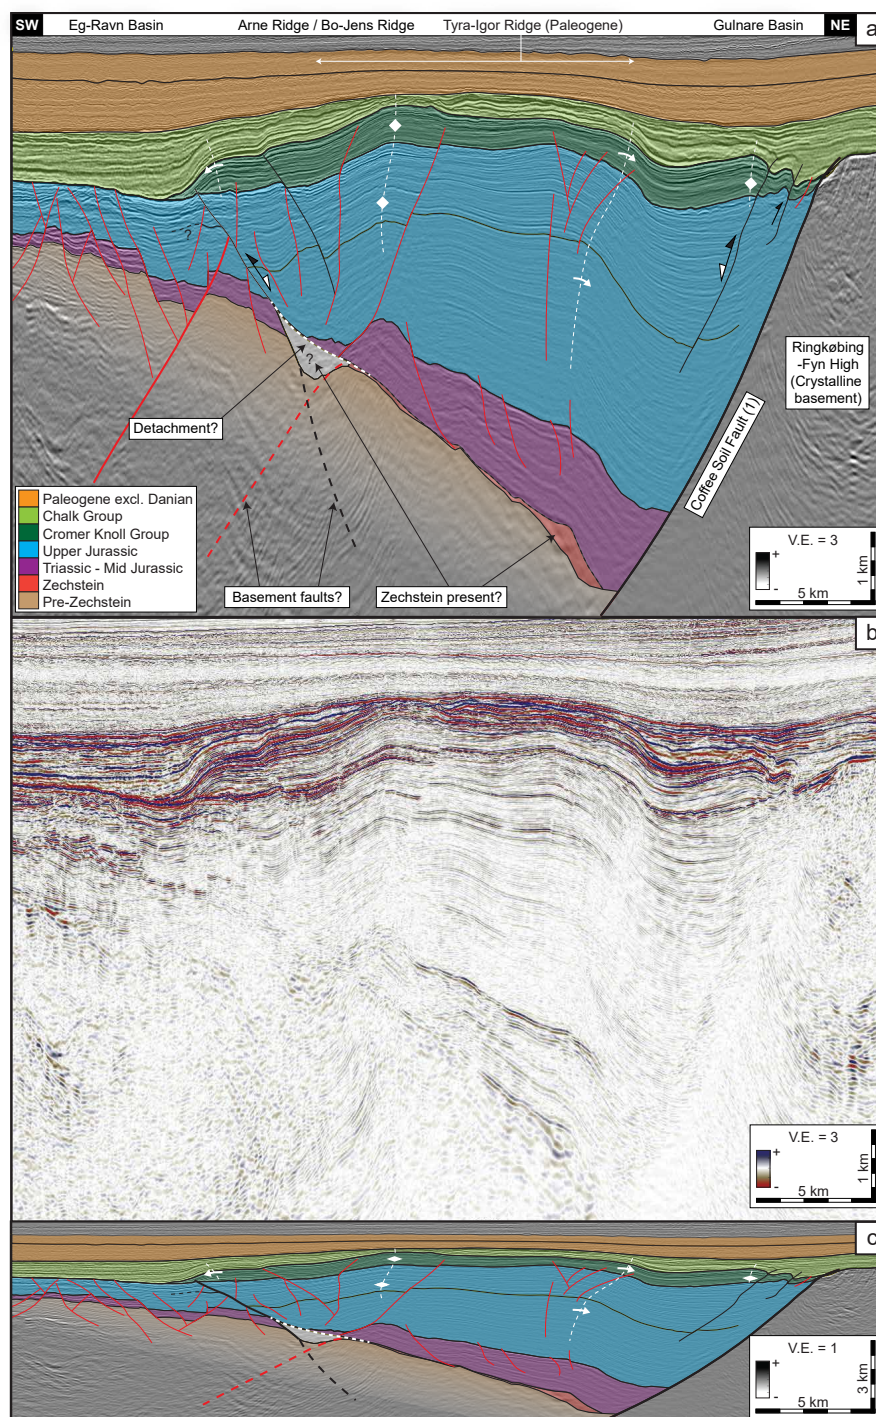 SW
Eg-Ravn Basin
Arne Ridge / Bo-Jens Ridge
Tyra-Igor Ridge (Paleogene)
Gulnare Basin
NE
a
?
?
Detachment?
Ringkøbing
-Fyn High
(Crystalline
basement)
Coffee Soil Fault (1)
Paleogene excl. Danian
Chalk Group
Cromer Knoll Group
Upper Jurassic
Triassic - Mid Jurassic
Zechstein
Pre-Zechstein
Basement faults?
Zechstein present?
V.E. = 3
+
-
1 km
5 km
b
V.E. = 3
+
-
1 km
5 km
c
V.E. = 1
+
-
3 km
5 km